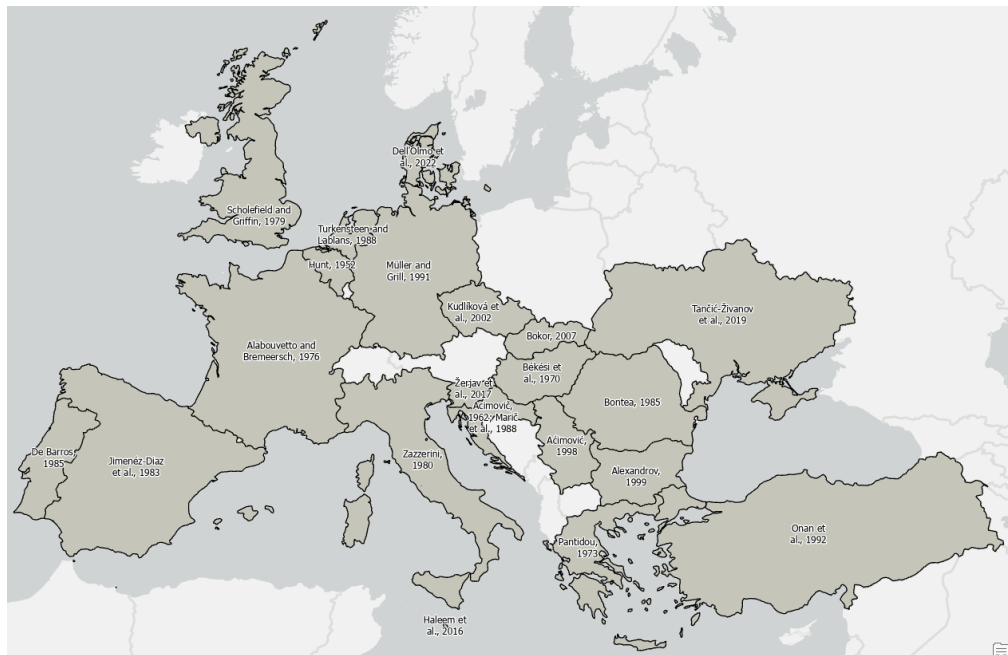 Dell'Olmo et
al., 2022
Scholefield and
Griffin, 1979
Turkensteen and
Lablans, 1988
Hunt, 1952
Müller and
Grill, 1991
Kudlíková et
al., 2002
Tančić-Živanov
et al., 2019
Bokor, 2007
Alabouvetto and
Bremeersch, 1976
Békési et
al., 1970
Žerjav et
al., 2017
Bontea, 1985
Aćimović,
1962; Marić
et al., 1988
De Barros,
1985
Jimenéz-Diaz
et al., 1983
Zazzerini,
1980
Aćimović,
1998
Alexandrov,
1999
Onan et
al., 1992
Pantidou,
1973
Haleem et
al., 2016